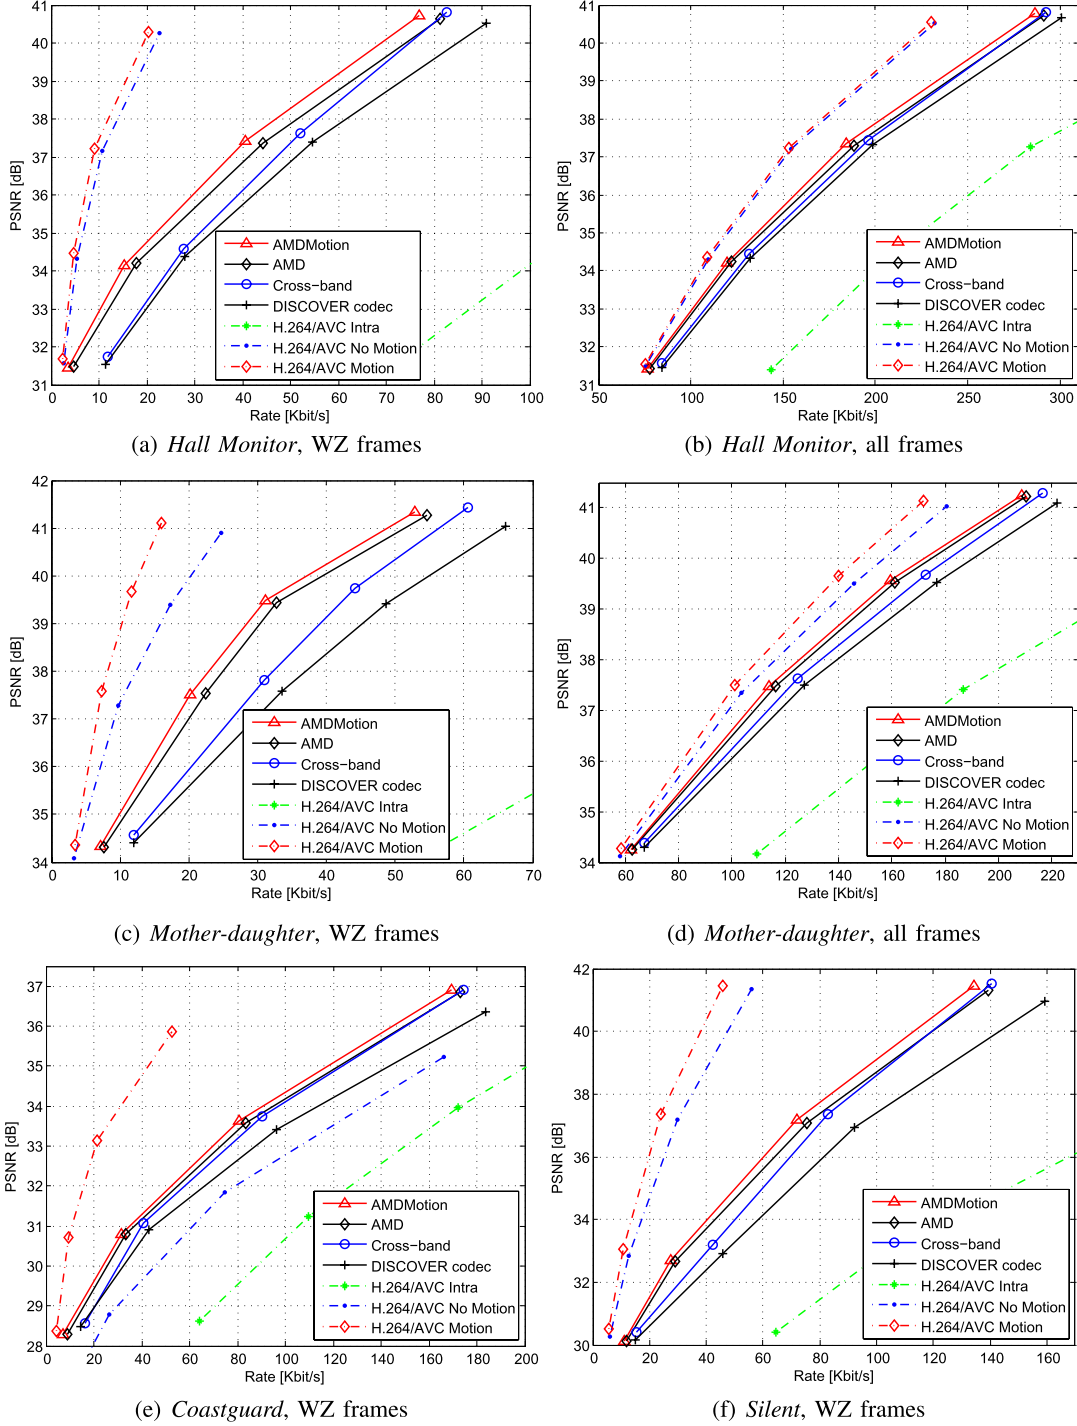 41
40
39
38
37
36
35
34
33
32
31
0 10 20 30 40 50 60 70 80 90 100
PSNR [dB]
Rate [Kbit/s]
AMDMotion
AMD
Cross−band
DISCOVER codec
H.264/AVC Intra
H.264/AVC No Motion
H.264/AVC Motion
(a) Hall Monitor, WZ frames
41
40
39
38
37
36
35
34
33
32
31
50 100 150 200 250 300
PSNR [dB]
Rate [Kbit/s]
AMDMotion
AMD
Cross−band
DISCOVER codec
H.264/AVC Intra
H.264/AVC No Motion
H.264/AVC Motion
(b) Hall Monitor, all frames
42
41
40
39
38
37
36
35
34
0 10 20 30 40 50 60 70
PSNR [dB]
Rate [Kbit/s]
AMDMotion
AMD
Cross−band
DISCOVER codec
H.264/AVC Intra
H.264/AVC No Motion
H.264/AVC Motion
(c) Mother-daughter, WZ frames
41
40
39
38
37
36
35
34
60 80 100 120 140 160 180 200 220
PSNR [dB]
Rate [Kbit/s]
AMDMotion
AMD
Cross−band
DISCOVER codec
H.264/AVC Intra
H.264/AVC No Motion
H.264/AVC Motion
(d) Mother-daughter, all frames
37
36
35
34
33
32
31
30
29
28
0 20 40 60 80 100 120 140 160 180 200
PSNR [dB]
Rate [Kbit/s]
AMDMotion
AMD
Cross−band
DISCOVER codec
H.264/AVC Intra
H.264/AVC No Motion
H.264/AVC Motion
(e) Coastguard, WZ frames
42
41
40
39
38
37
36
35
34
33
32
31
30
0 20 40 60 80 100 120 140 160
PSNR [dB]
Rate [Kbit/s]
AMDMotion
AMD
Cross−band
DISCOVER codec
H.264/AVC Intra
H.264/AVC No Motion
H.264/AVC Motion
(f) Silent, WZ frames